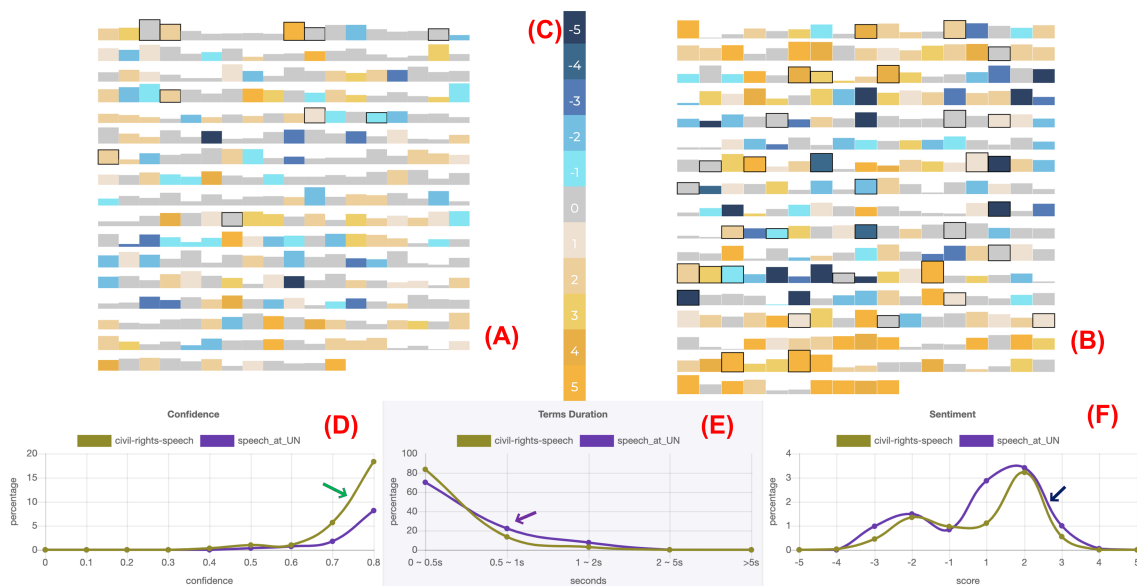 (C)
-5
-4
-3
-2
-1
0
1
2
3
4
5
(A)
(B)
Confidence
(D)
civil-rights-speech
speech_at_UN
20
15
10
5
0
percentage
0
0.1
0.2
0.3
0.4
0.5
0.6
0.7
0.8
confidence
Terms Duration
(E)
civil-rights-speech
speech_at_UN
100
80
60
40
20
0
percentage
0 ~ 0.5s
0.5 ~ 1s
1 ~ 2s
2 ~ 5s
>5s
seconds
Sentiment
(F)
civil-rights-speech
speech_at_UN
4
3
2
1
0
percentage
-5
-4
-3
-2
-1
1
2
3
4
5
score